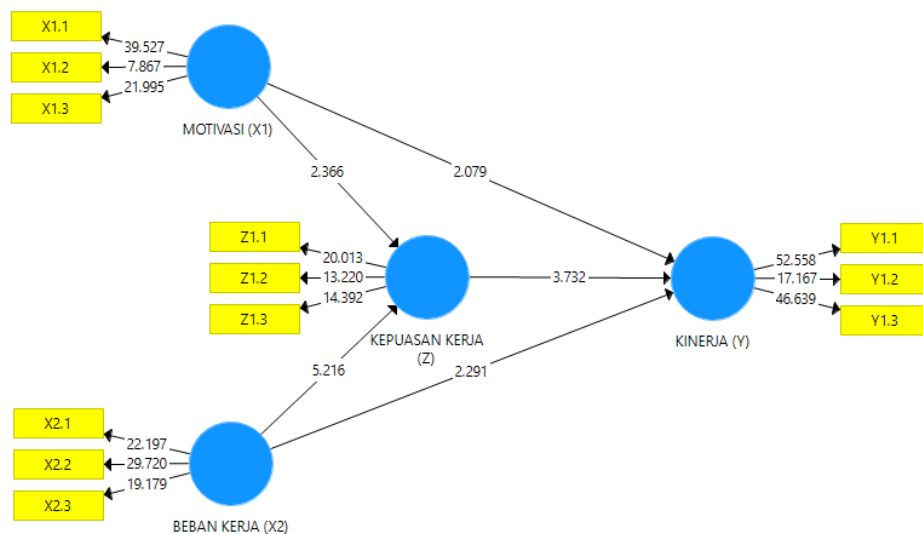 X1.1
39.527
X1.2
7.867
X1.3
21.995
MOTIVASI (X1)
2.366
2.079
Z1.1
20.013
Z1.2
13.220
Z1.3
14.392
KEPUASAN KERJA
(Z)
3.732
Y1.1
52.558
Y1.2
17.167
Y1.3
46.639
KINERJA (Y)
5.216
2.291
X2.1
22.197
X2.2
29.720
X2.3
19.179
BEBAN KERJA (X2)